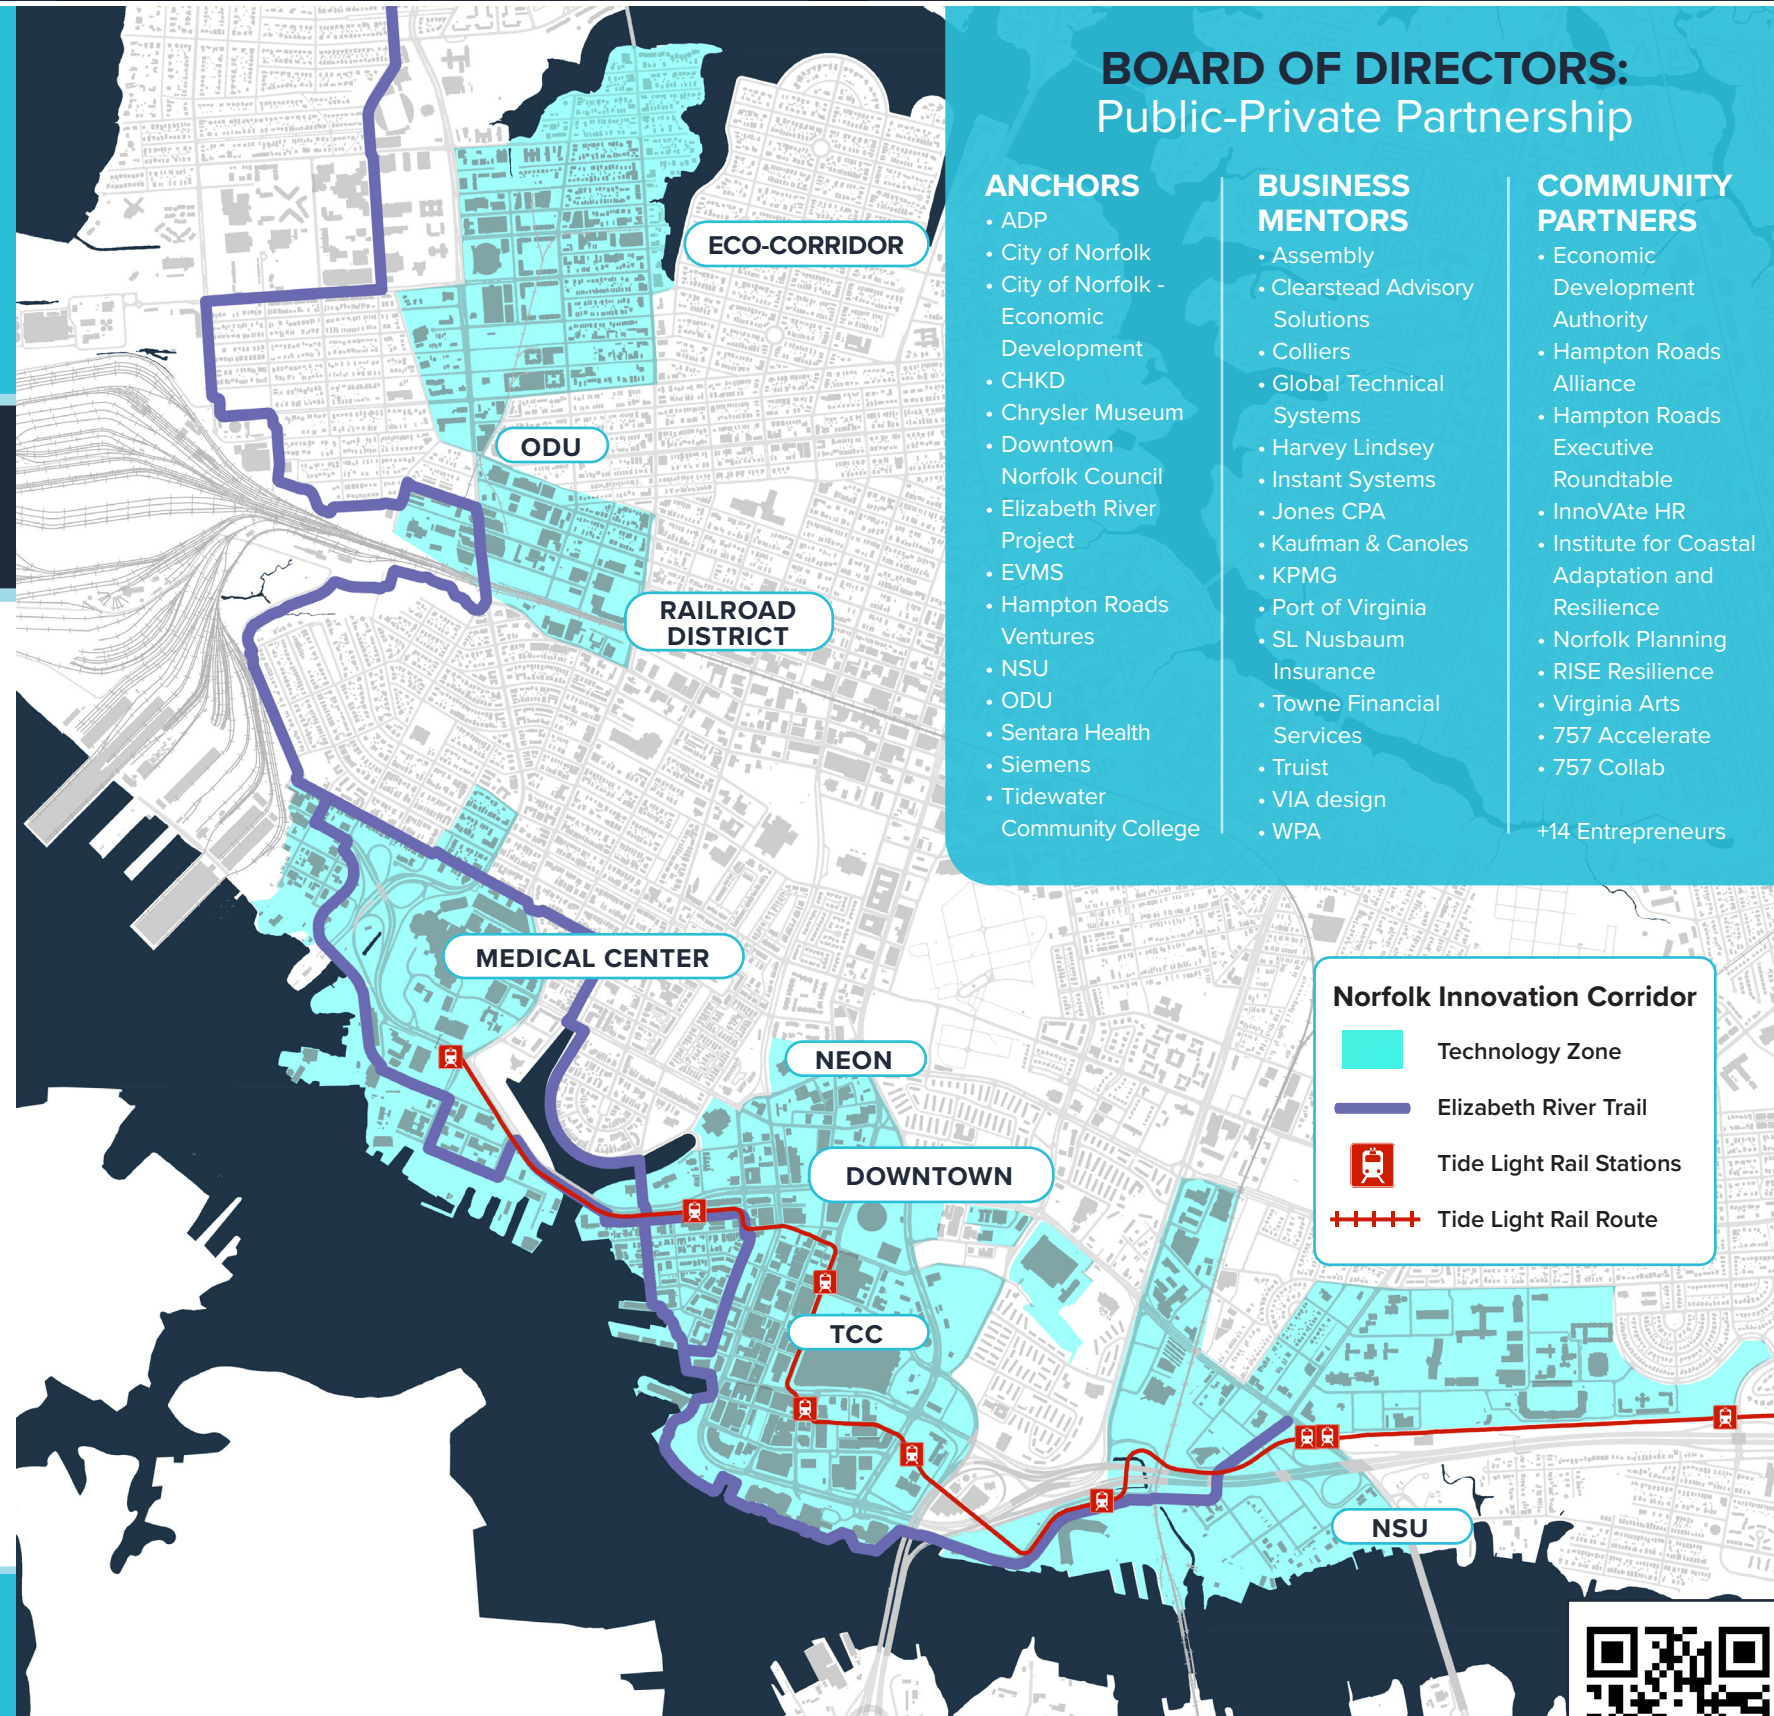 BOARD OF DIRECTORS:
Public-Private Partnership
ANCHORS
• ADP
• City of Norfolk
• City of Norfolk -
Economic
Development
• CHKD
• Chrysler Museum
• Downtown
Norfolk Council
• Elizabeth River
Project
• EVMS
• Hampton Roads
Ventures
• NSU
• ODU
• Sentara Health
• Siemens
• Tidewater
Community College
BUSINESS
MENTORS
• Assembly
• Clearstead Advisory
Solutions
• Colliers
• Global Technical
Systems
• Harvey Lindsey
• Instant Systems
• Jones CPA
• Kaufman & Canoles
• KPMG
• Port of Virginia
• SL Nusbaum
Insurance
• Towne Financial
Services
• Truist
• VIA design
• WPA
COMMUNITY
PARTNERS
• Economic
Development
Authority
• Hampton Roads
Alliance
• Hampton Roads
Executive
Roundtable
• InnoVAte HR
• Institute for Coastal
Adaptation and
Resilience
• Norfolk Planning
• RISE Resilience
• Virginia Arts
• 757 Accelerate
• 757 Collab
+14 Entrepreneurs
ECO-CORRIDOR
ODU
RAILROAD
DISTRICT
MEDICAL CENTER
NEON
DOWNTOWN
TCC
NSU
Norfolk Innovation Corridor
Technology Zone
Elizabeth River Trail
Tide Light Rail Stations
Tide Light Rail Route